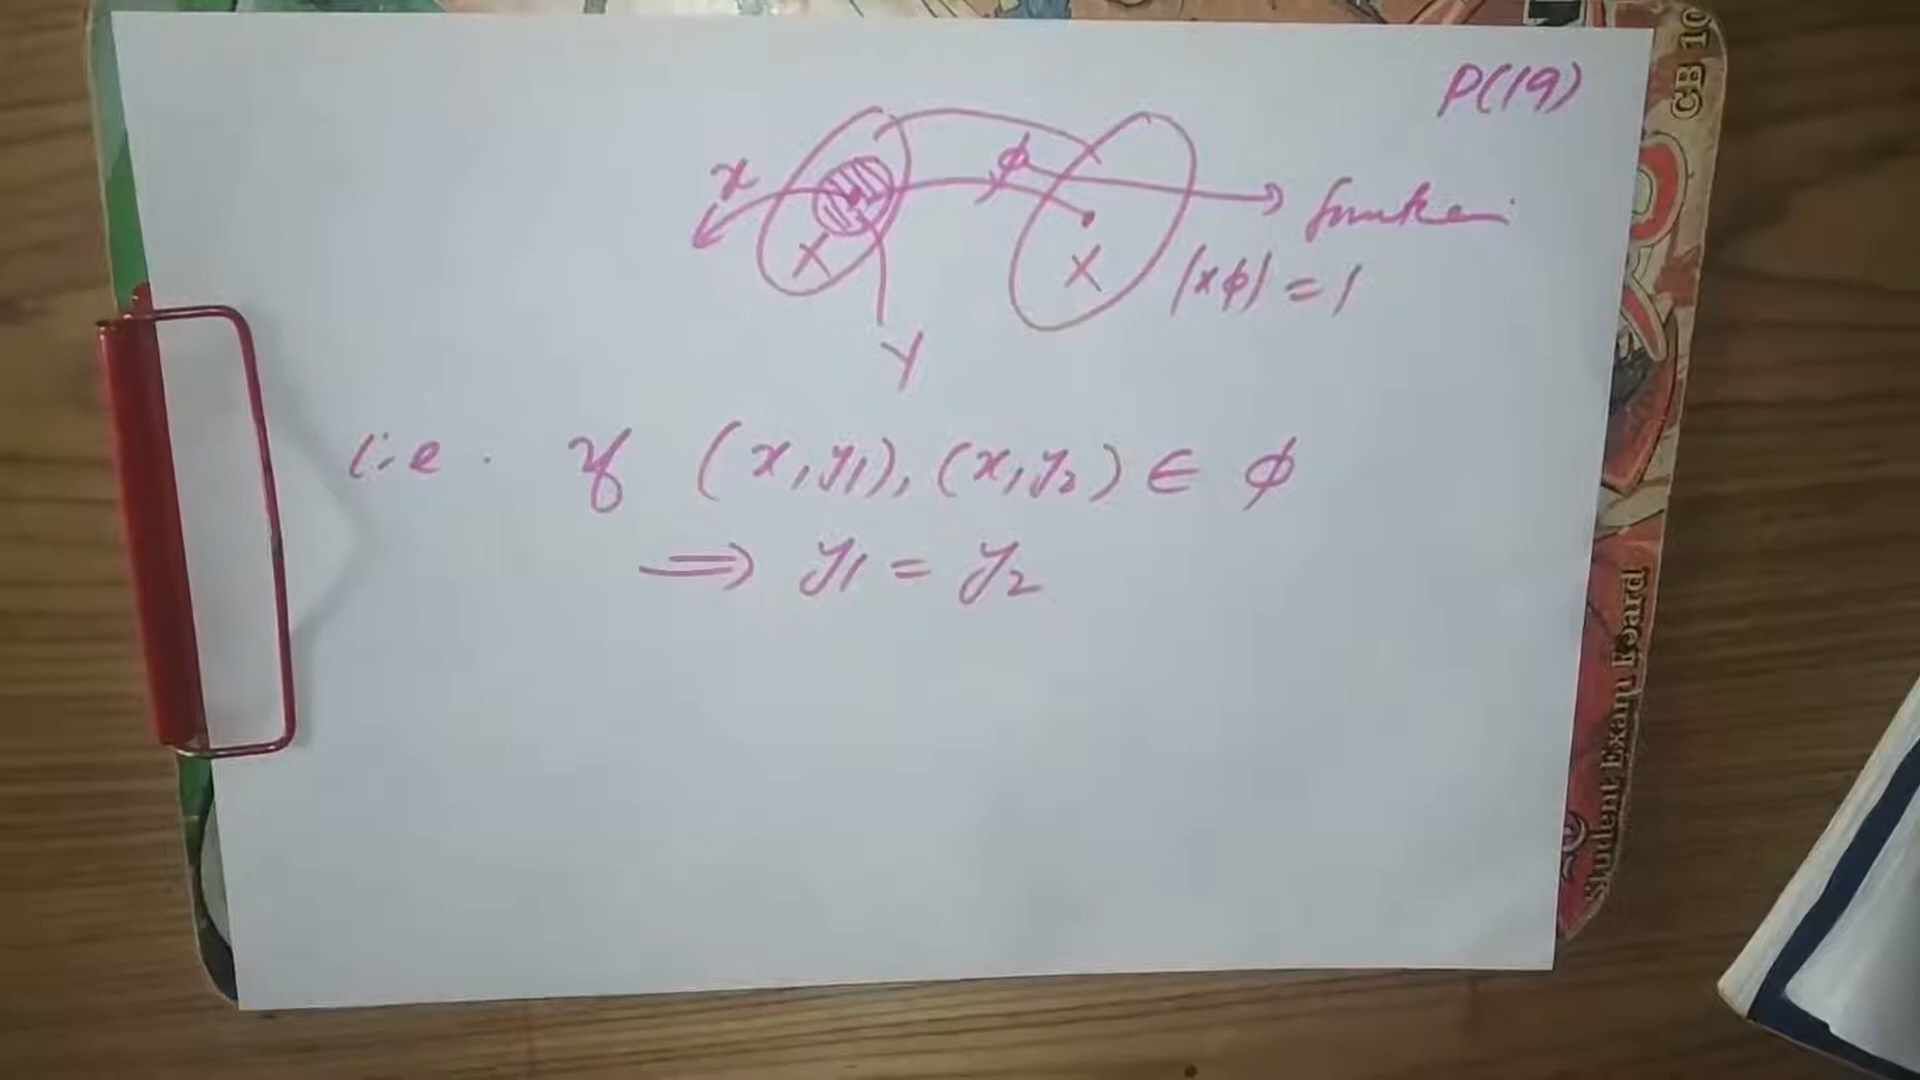 P(19)
x
ϕ
function
X
X
|xϕ| = 1
Y
i.e. if (x, y₁), (x, y₂) ∈ ϕ
⟹ y₁ = y₂
CB 10
Student Exam Board